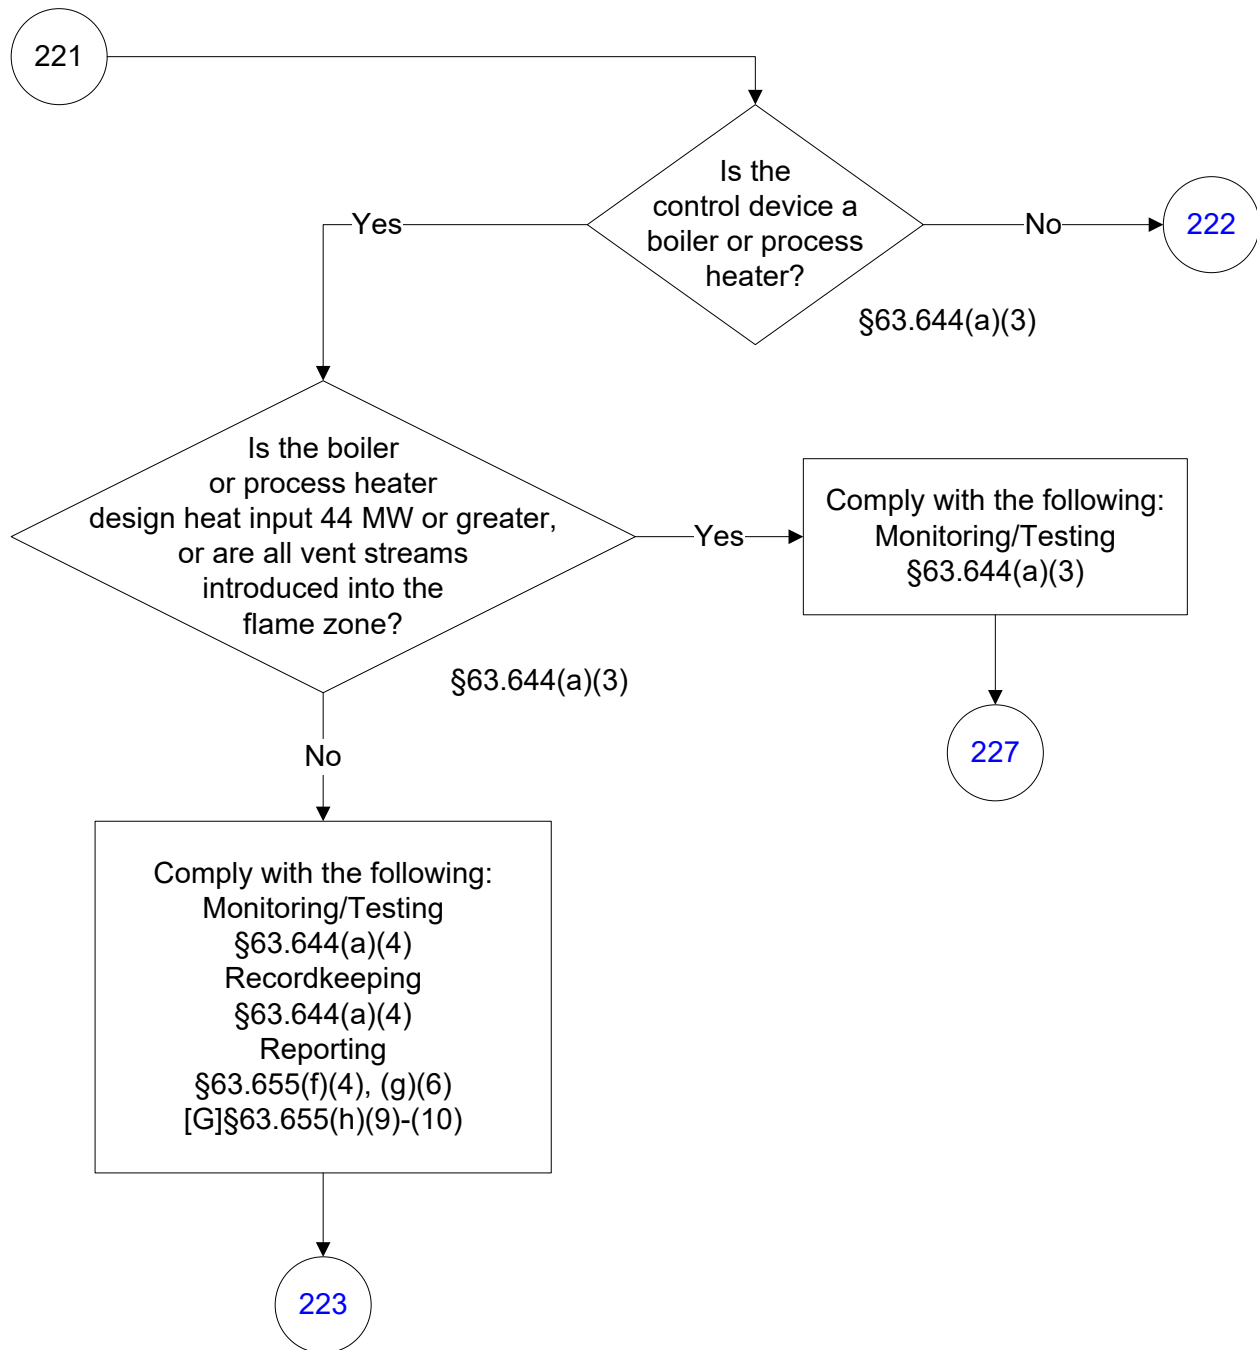 221
Is the
control device a
boiler or process
heater?
Yes
No
222
§63.644(a)(3)
Is the boiler
or process heater
design heat input 44 MW or greater,
or are all vent streams
introduced into the
flame zone?
Yes
Comply with the following:
Monitoring/Testing
§63.644(a)(3)
§63.644(a)(3)
No
227
Comply with the following:
Monitoring/Testing
§63.644(a)(4)
Recordkeeping
§63.644(a)(4)
Reporting
§63.655(f)(4), (g)(6)
[G]§63.655(h)(9)-(10)
223